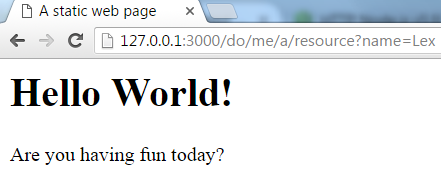 A static web page
127.0.0.1:3000/do/me/a/resource?name=Lex
Hello World!
Are you having fun today?